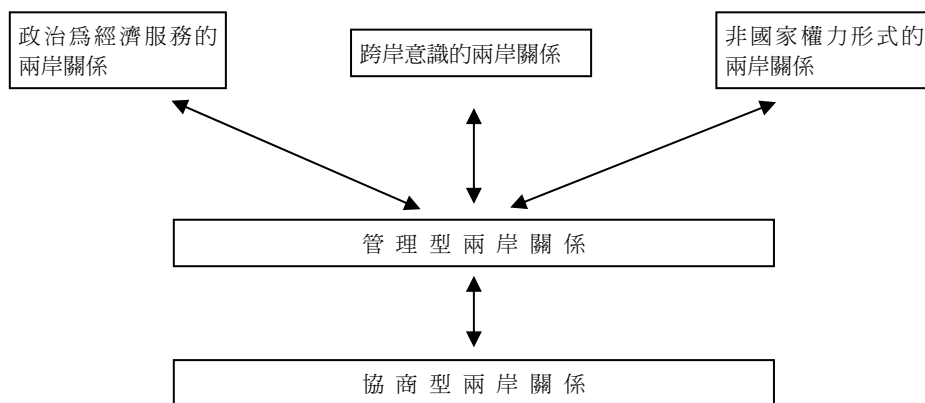 政治爲經濟服務的
兩岸關係
跨岸意識的兩岸關係
非國家權力形式的
兩岸關係
管理型兩岸關係
協商型兩岸關係